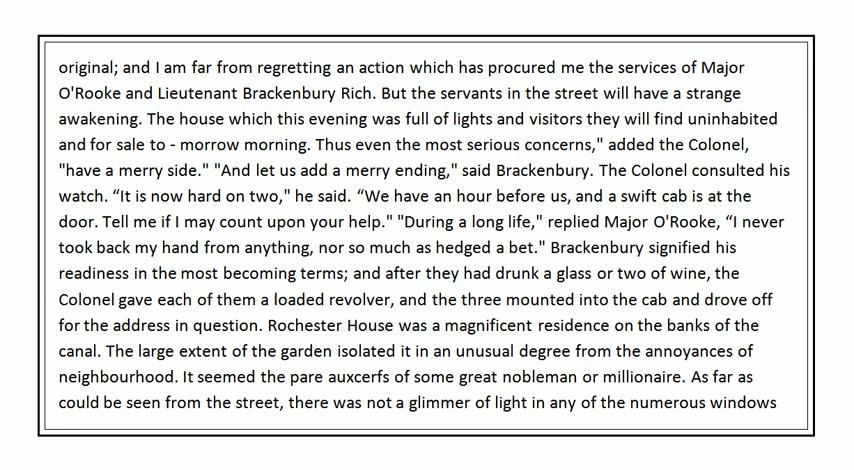 original; and I am far from regretting an action which has procured me the services of Major
O'Rooke and Lieutenant Brackenbury Rich. But the servants in the street will have a strange
awakening. The house which this evening was full of lights and visitors they will find uninhabited
and for sale to - morrow morning. Thus even the most serious concerns," added the Colonel,
"have a merry side." "And let us add a merry ending," said Brackenbury. The Colonel consulted his
watch. “It is now hard on two," he said. “We have an hour before us, and a swift cab is at the
door. Tell me if I may count upon your help." "During a long life," replied Major O'Rooke, “I never
took back my hand from anything, nor so much as hedged a bet." Brackenbury signified his
readiness in the most becoming terms; and after they had drunk a glass or two of wine, the
Colonel gave each of them a loaded revolver, and the three mounted into the cab and drove off
for the address in question. Rochester House was a magnificent residence on the banks of the
canal. The large extent of the garden isolated it in an unusual degree from the annoyances of
neighbourhood. It seemed the pare auxcerfs of some great nobleman or millionaire. As far as
could be seen from the street, there was not a glimmer of light in any of the numerous windows